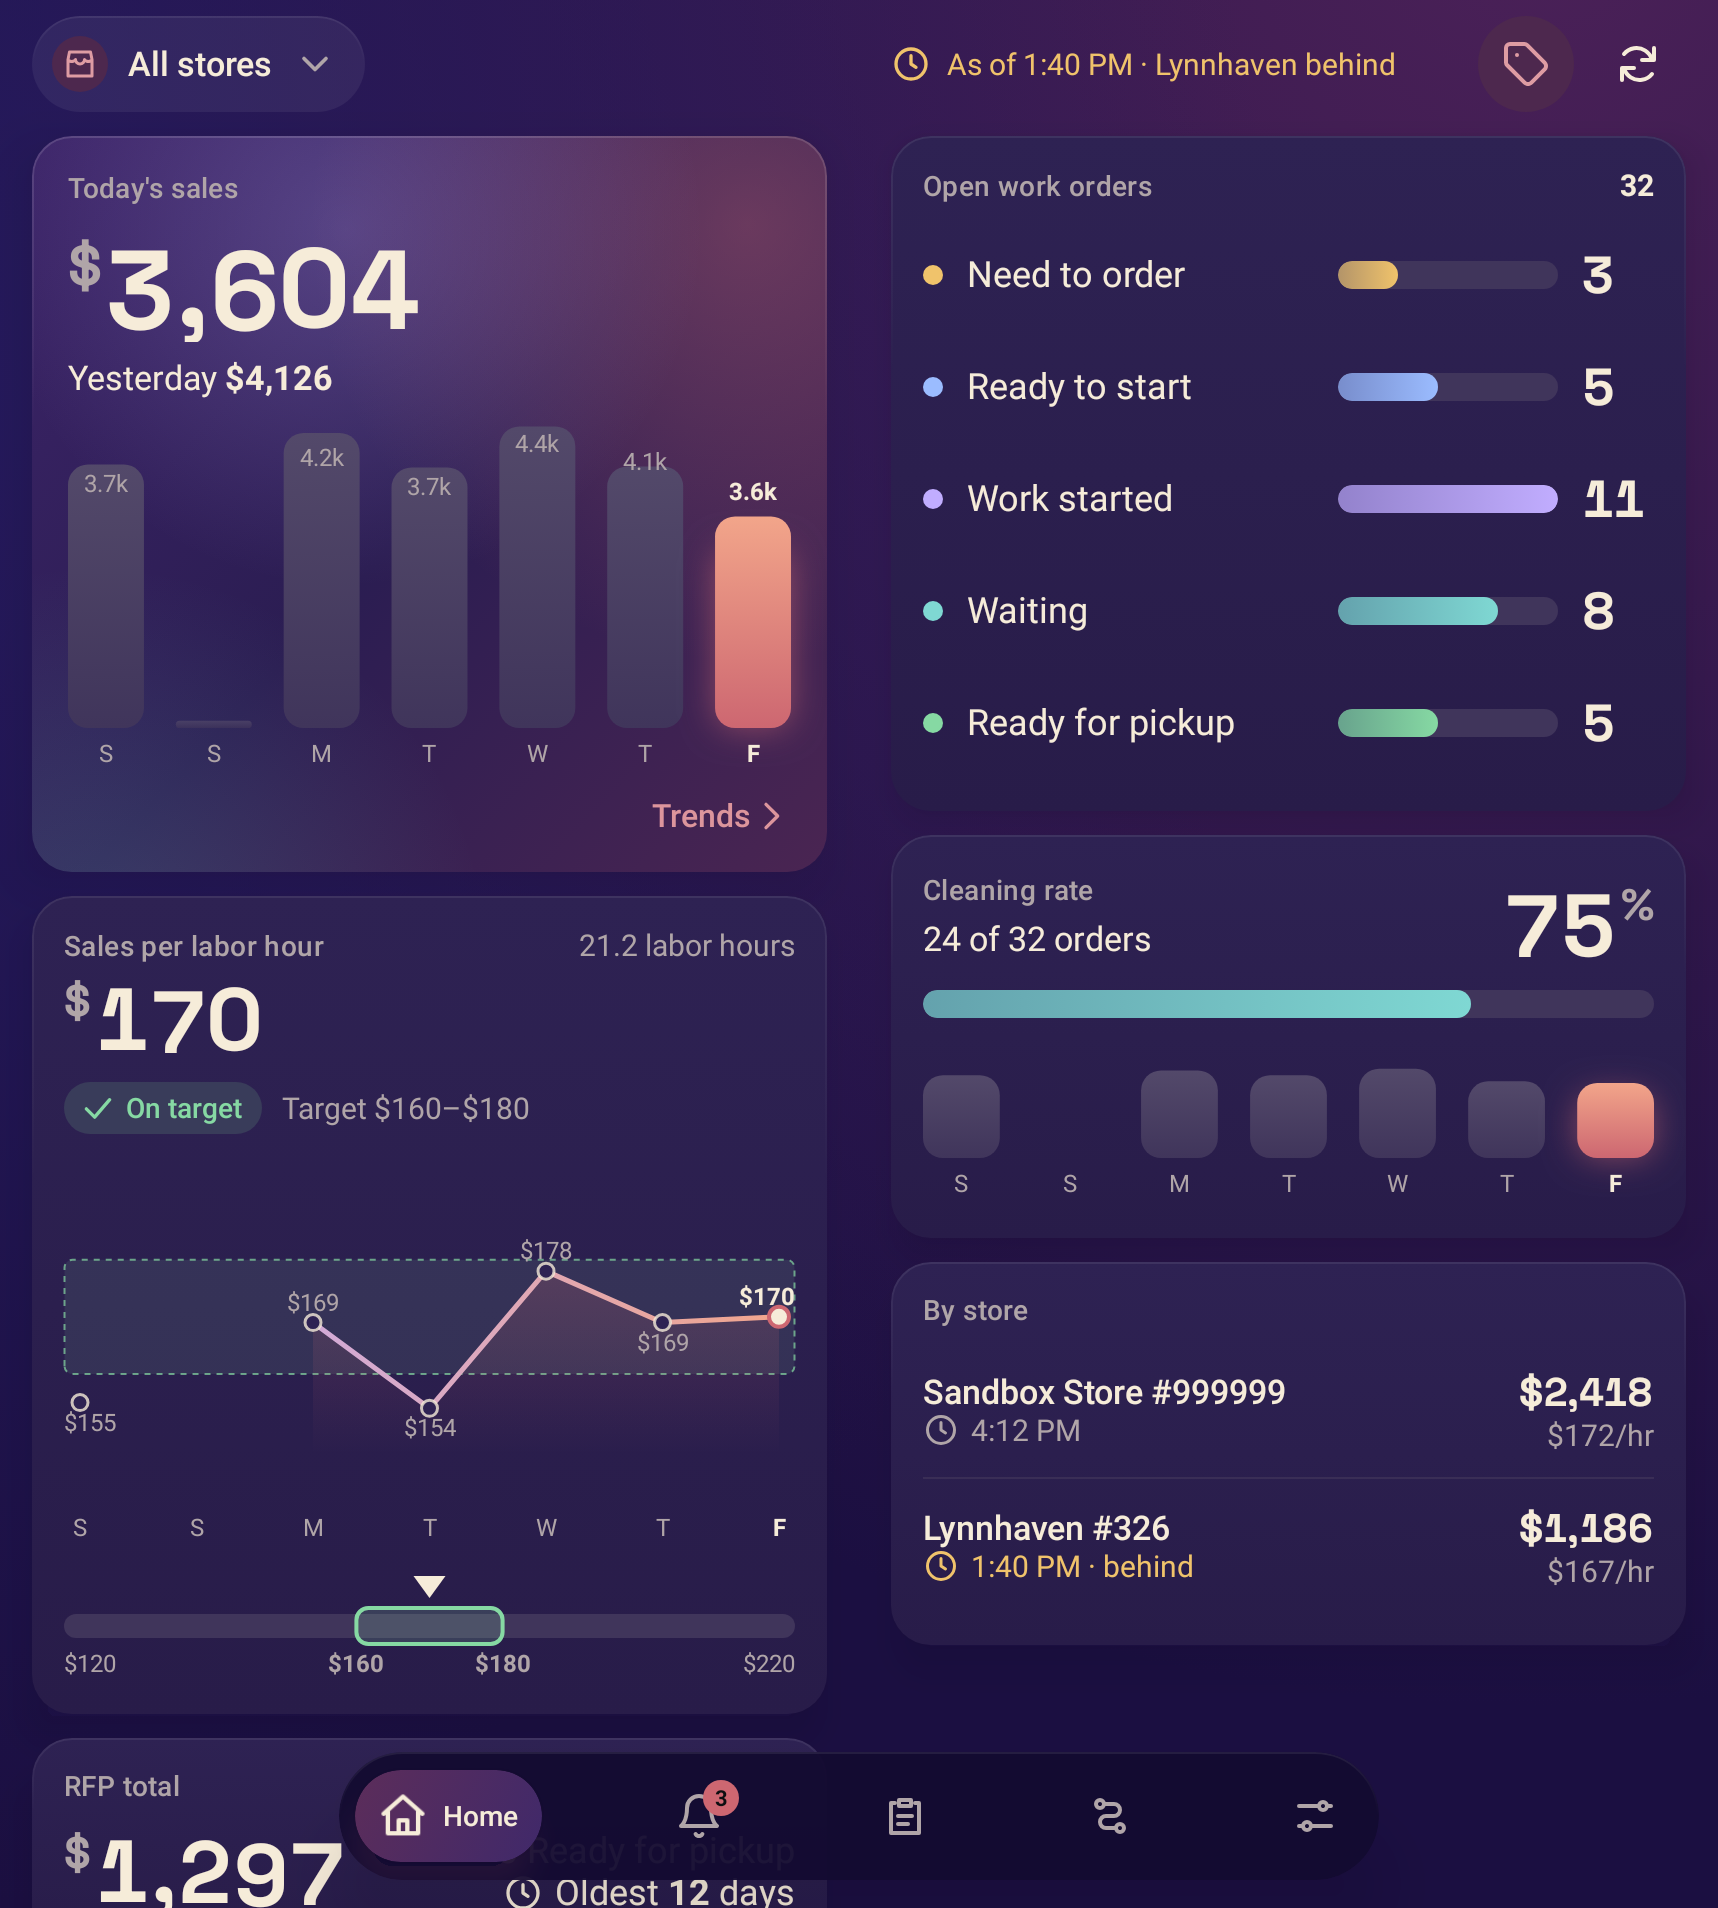 All stores
As of 1:40 PM · Lynnhaven behind
Today's sales
$3,604
Yesterday $4,126
3.7k
4.2k
3.7k
4.4k
4.1k
3.6k
S S M T W T F
Trends
Open work orders 32
Need to order 3
Ready to start 5
Work started 11
Waiting 8
Ready for pickup 5
Sales per labor hour 21.2 labor hours
$170
On target Target $160–$180
$155
$169
$154
$178
$169
$170
S S M T W T F
$120 $160 $180 $220
Cleaning rate
24 of 32 orders
75%
S S M T W T F
By store
Sandbox Store #999999 $2,418
4:12 PM $172/hr
Lynnhaven #326 $1,186
1:40 PM · behind $167/hr
RFP total
$1,297
Ready for pickup
Oldest 12 days
Home
3